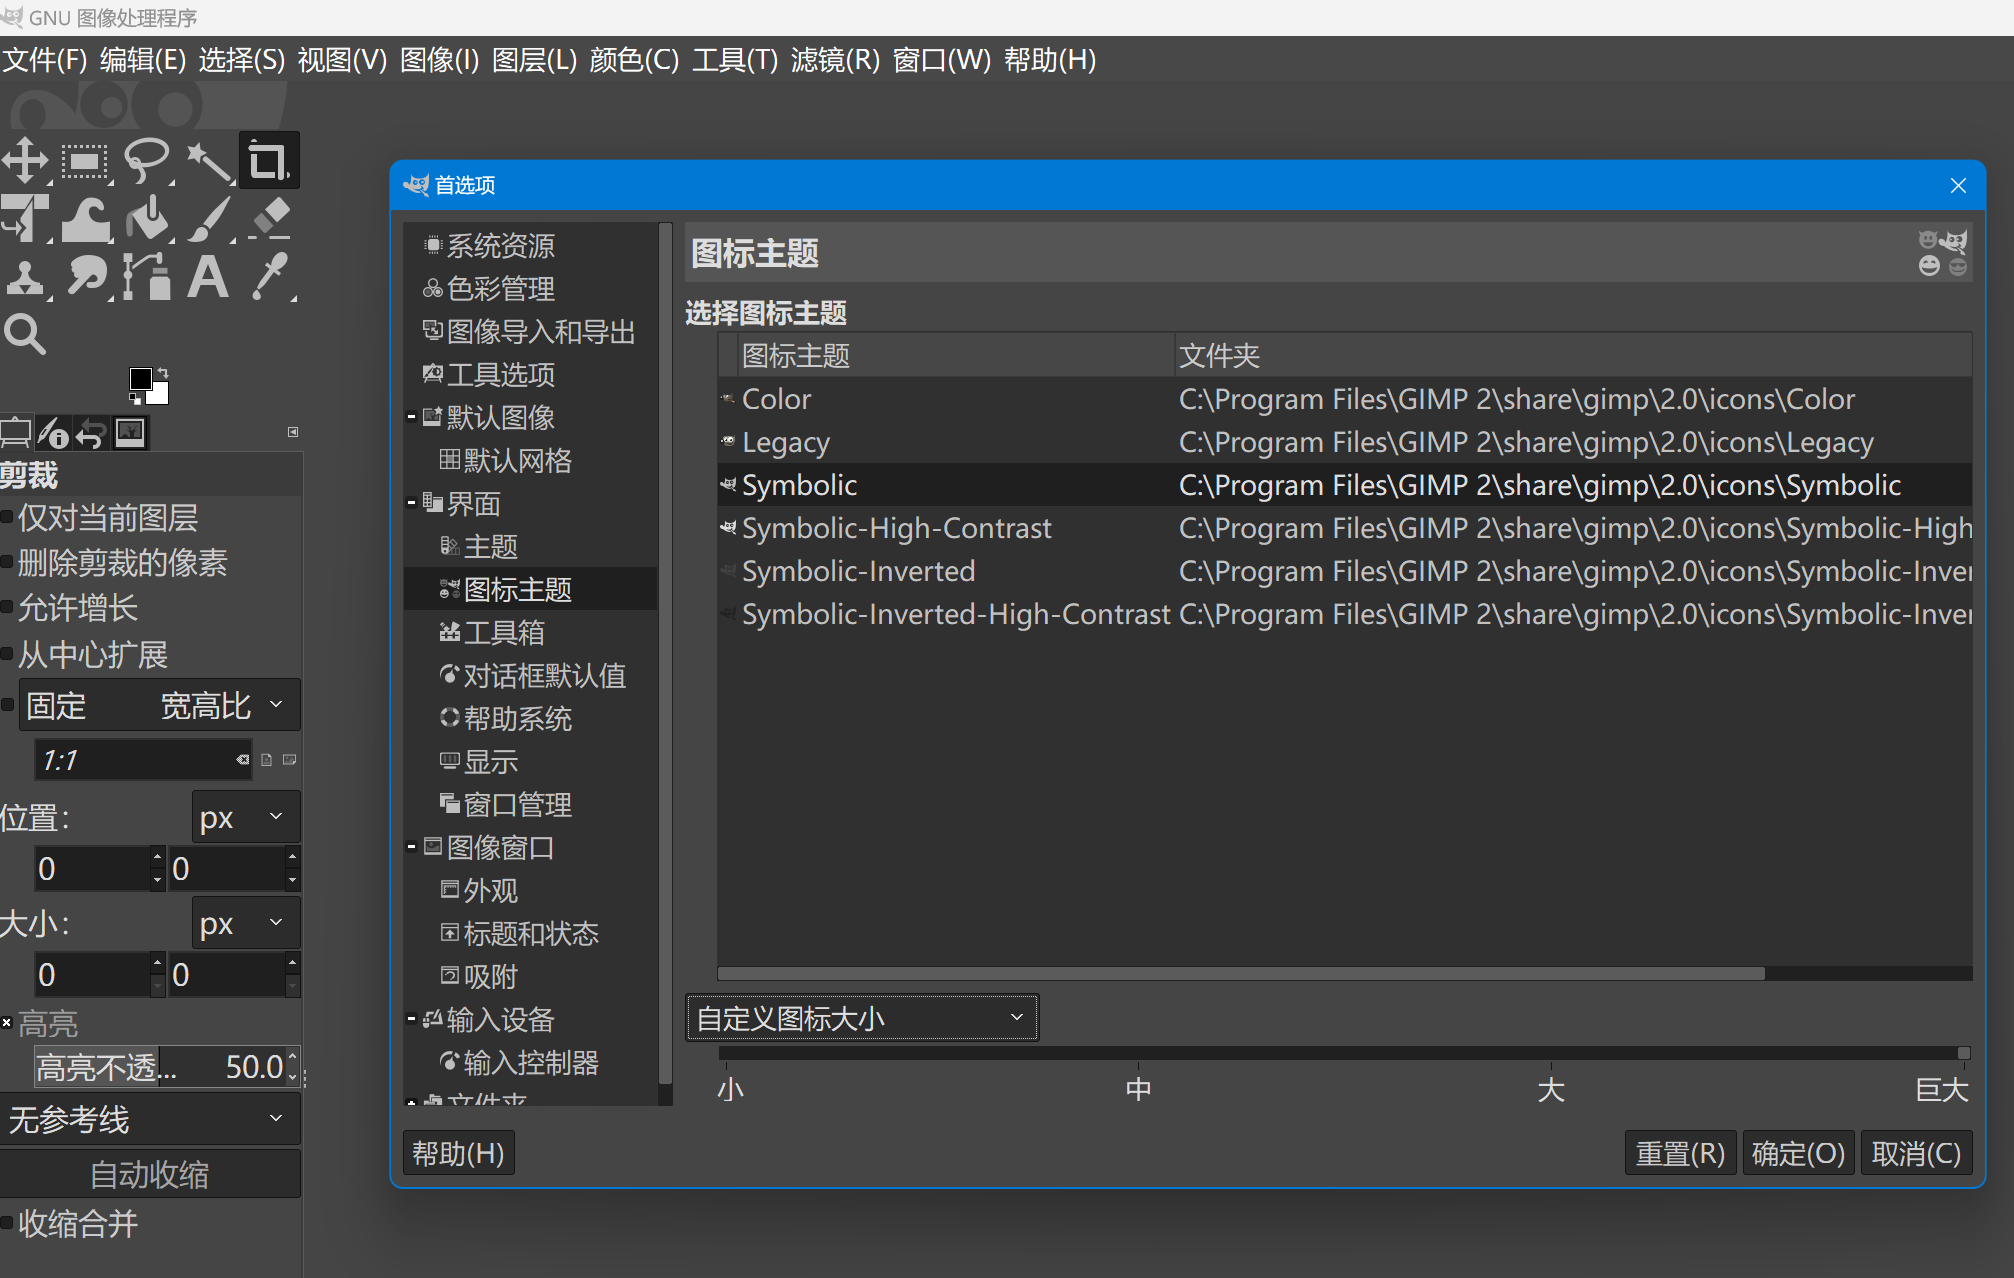 GNU 图像处理程序
文件(F) 编辑(E) 选择(S) 视图(V) 图像(I) 图层(L) 颜色(C) 工具(T) 滤镜(R) 窗口(W) 帮助(H)
剪裁
仅对当前图层
删除剪裁的像素
允许增长
从中心扩展
固定 宽高比
1:1
位置: px
0 0
大小: px
0 0
高亮
高亮不透... 50.0
无参考线
自动收缩
收缩合并
首选项
系统资源
色彩管理
图像导入和导出
工具选项
默认图像
默认网格
界面
主题
图标主题
工具箱
对话框默认值
帮助系统
显示
窗口管理
图像窗口
外观
标题和状态
吸附
输入设备
输入控制器
文件夹
图标主题
选择图标主题
图标主题 文件夹
Color C:\Program Files\GIMP 2\share\gimp\2.0\icons\Color
Legacy C:\Program Files\GIMP 2\share\gimp\2.0\icons\Legacy
Symbolic C:\Program Files\GIMP 2\share\gimp\2.0\icons\Symbolic
Symbolic-High-Contrast C:\Program Files\GIMP 2\share\gimp\2.0\icons\Symbolic-High
Symbolic-Inverted C:\Program Files\GIMP 2\share\gimp\2.0\icons\Symbolic-Inver
Symbolic-Inverted-High-Contrast C:\Program Files\GIMP 2\share\gimp\2.0\icons\Symbolic-Inver
自定义图标大小
小 中 大 巨大
帮助(H) 重置(R) 确定(O) 取消(C)